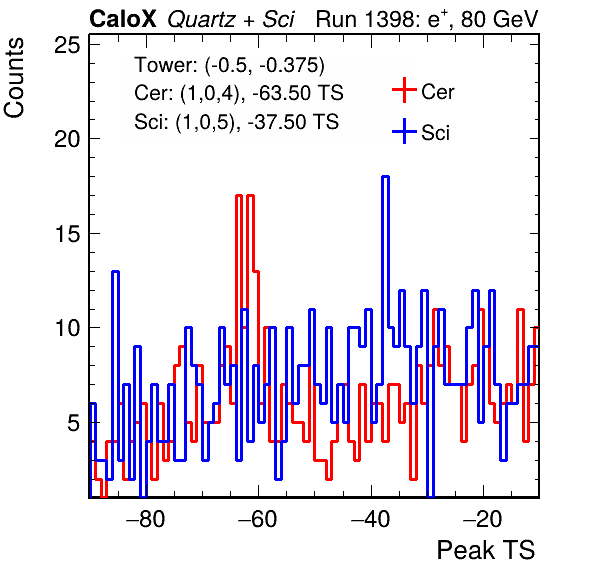 CaloX Quartz + Sci Run 1398: e+, 80 GeV
Counts
25
20
15
10
5
Tower: (-0.5, -0.375)
Cer: (1,0,4), -63.50 TS
Sci: (1,0,5), -37.50 TS
Cer
Sci
−80 −60 −40 −20
Peak TS